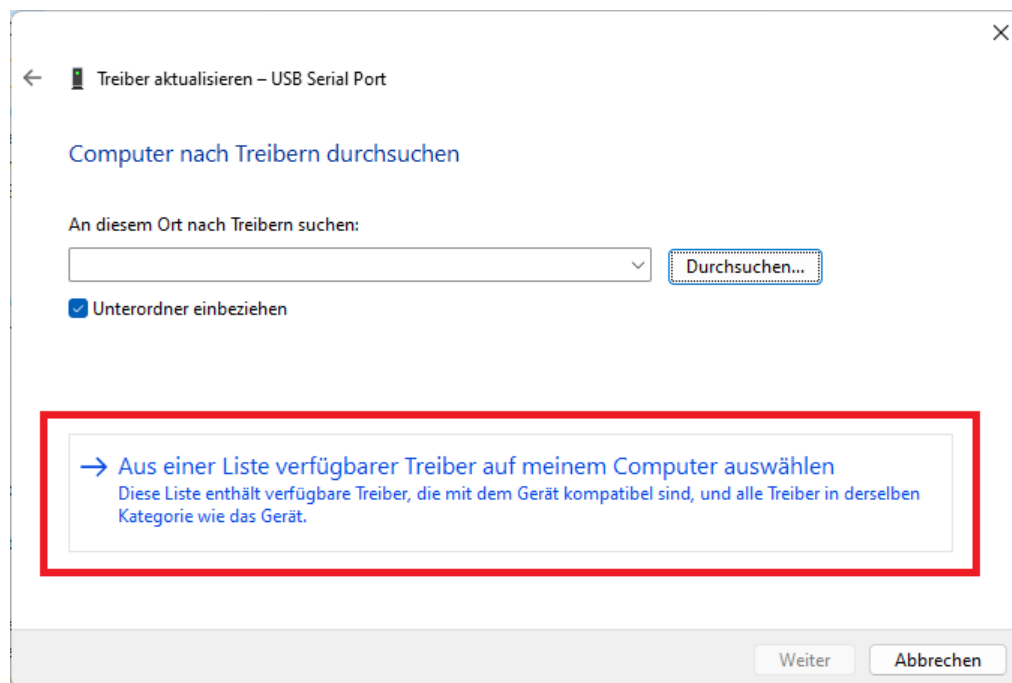 Treiber aktualisieren – USB Serial Port
Computer nach Treibern durchsuchen
An diesem Ort nach Treibern suchen:
Durchsuchen...
Unterordner einbeziehen
Aus einer Liste verfügbarer Treiber auf meinem Computer auswählen
Diese Liste enthält verfügbare Treiber, die mit dem Gerät kompatibel sind, und alle Treiber in derselben
Kategorie wie das Gerät.
Weiter
Abbrechen